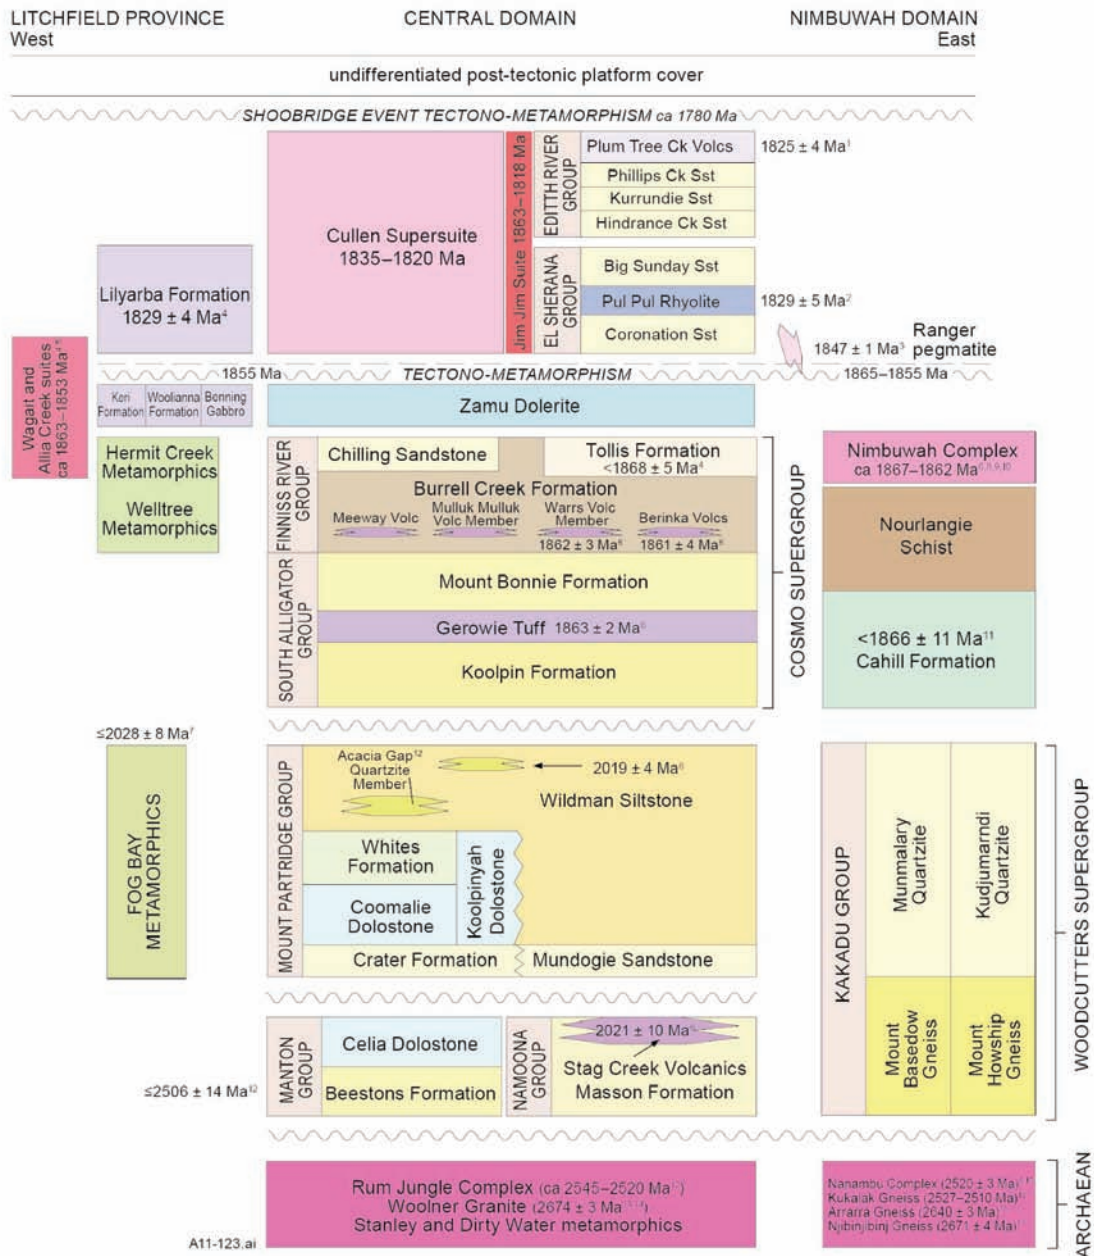 LITCHFIELD PROVINCE
West
CENTRAL DOMAIN
NIMBUWAH DOMAIN
East
undifferentiated post-tectonic platform cover
SHOOBRIDGE EVENT TECTONO-METAMORPHISM ca 1780 Ma
Cullen Supersuite
1835–1820 Ma
Jim Jim Suite 1863–1818 Ma
EDITTH RIVER
GROUP
Plum Tree Ck Volcs
1825 ± 4 Ma¹
Phillips Ck Sst
Kurrundie Sst
Hindrance Ck Sst
EL SHERANA
GROUP
Big Sunday Sst
Pul Pul Rhyolite
1829 ± 5 Ma²
Coronation Sst
Lilyarba Formation
1829 ± 4 Ma⁴
Ranger
pegmatite
1847 ± 1 Ma³
Wagait and
Allia Creek suites
ca 1863–1853 Ma
1855 Ma
TECTONO-METAMORPHISM
1865–1855 Ma
Keri
Formation
Woolianna
Formation
Benning
Gabbro
Zamu Dolerite
Hermit Creek
Metamorphics
Welltree
Metamorphics
FINNISS RIVER
GROUP
Chilling Sandstone
Tollis Formation
<1868 ± 5 Ma⁴
Burrell Creek Formation
Meeway Volc
Mulluk Mulluk
Volc Member
Warrs Volc
Member
1862 ± 3 Ma
Berinka Volcs
1861 ± 4 Ma
SOUTH ALLIGATOR
GROUP
Mount Bonnie Formation
Gerowie Tuff 1863 ± 2 Ma
Koolpin Formation
COSMO SUPERGROUP
Nimbuwah Complex
ca 1867–1862 Ma
Nourlangie
Schist
<1866 ± 11 Ma¹¹
Cahill Formation
≤2028 ± 8 Ma⁷
FOG BAY
METAMORPHICS
MOUNT PARTRIDGE GROUP
Acacia Gap¹²
Quartzite
Member
2019 ± 4 Ma
Wildman Siltstone
Whites
Formation
Coomalie
Dolostone
Koolpinyah
Dolostone
Crater Formation
Mundogie Sandstone
KAKADU GROUP
Munmalary
Quartzite
Kudjumarndi
Quartzite
Mount
Basedow
Gneiss
Mount
Howship
Gneiss
WOODCUTTERS SUPERGROUP
≤2506 ± 14 Ma¹²
MANTON
GROUP
Celia Dolostone
Beestons Formation
NAMOONA
GROUP
2021 ± 10 Ma
Stag Creek Volcanics
Masson Formation
Rum Jungle Complex (ca 2545–2520 Ma)
Woolner Granite (2674 ± 3 Ma)
Stanley and Dirty Water metamorphics
Nanambu Complex (2520 ± 3 Ma)
Kukalak Gneiss (2527–2510 Ma)
Arrarra Gneiss (2640 ± 3 Ma)
Njibinjibinj Gneiss (2671 ± 4 Ma)
ARCHAEAN
A11-123.ai